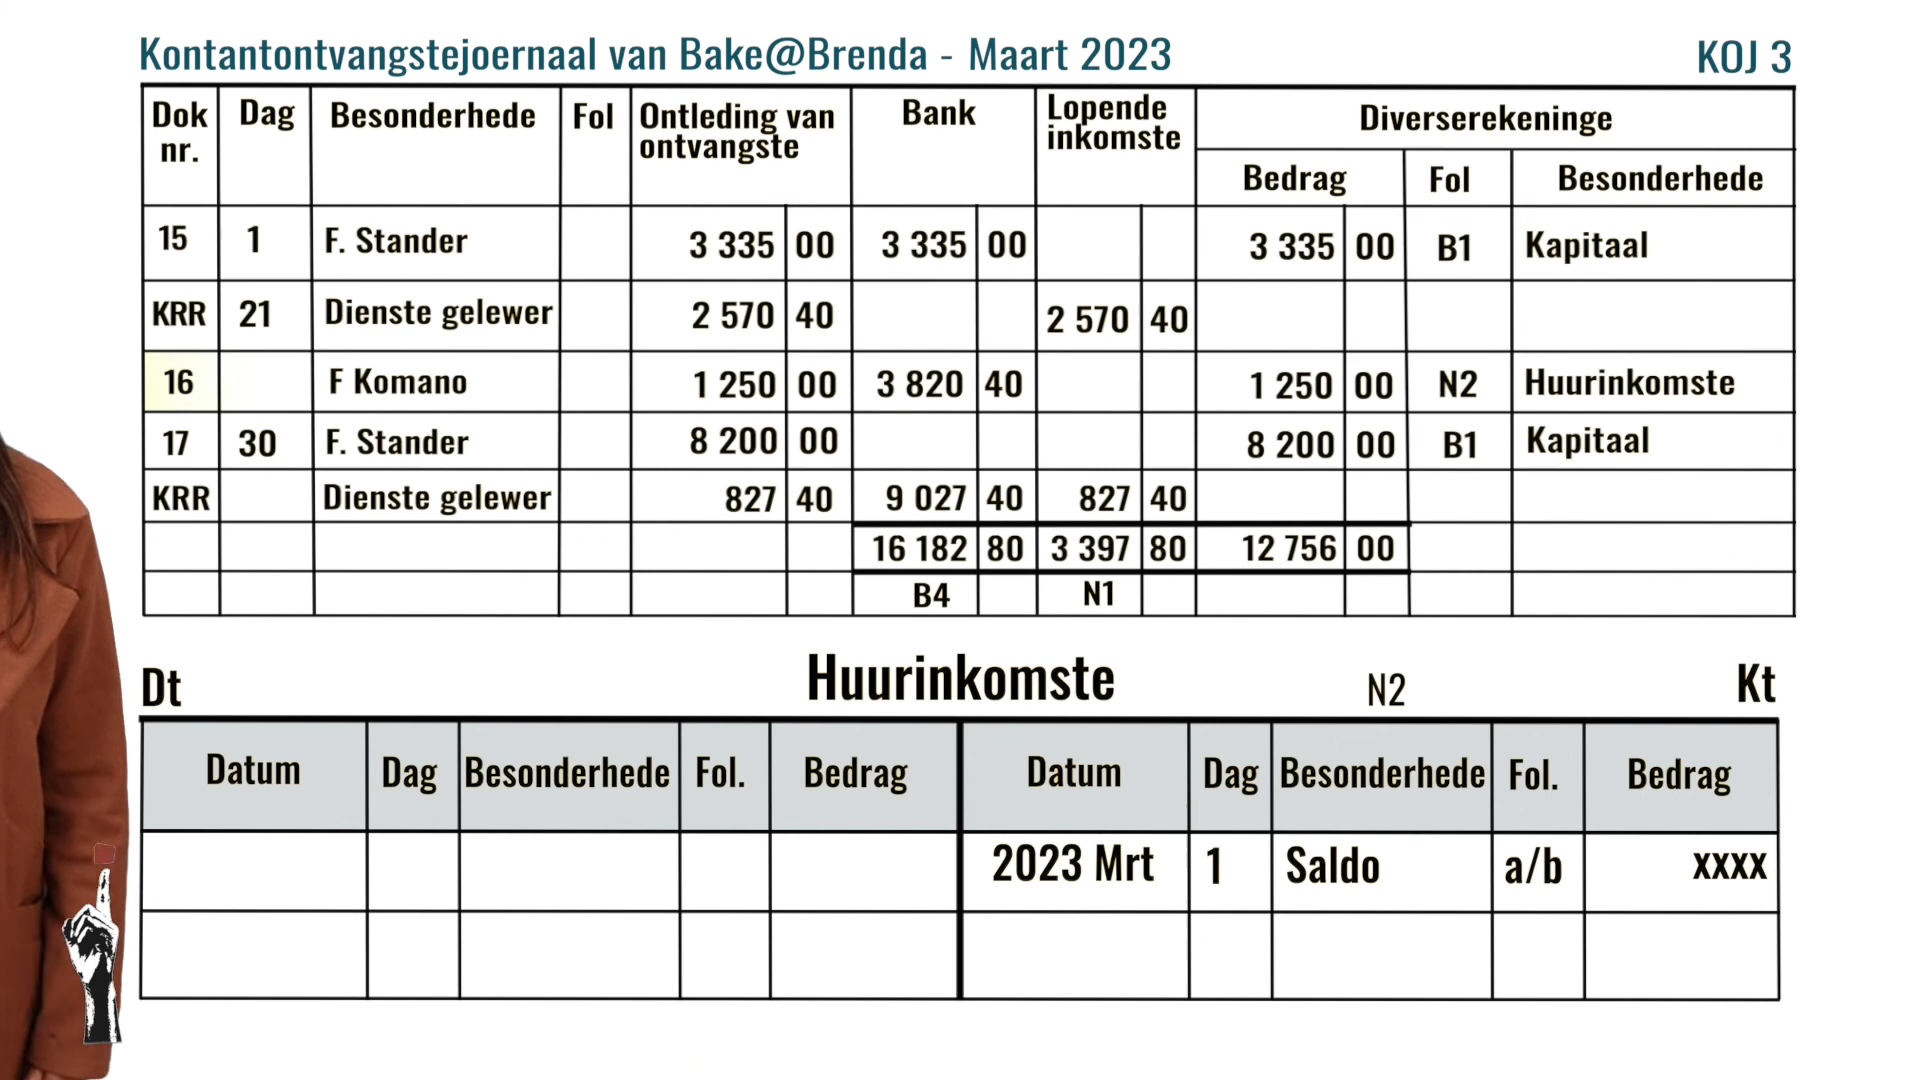 Kontantontvangstejoernaal van Bake@Brenda - Maart 2023 KOJ 3
Dok nr. Dag Besonderhede Fol Ontleding van ontvangste Bank Lopende inkomste Diverserekeninge
Bedrag Fol Besonderhede
15 1 F. Stander 3 335 00 3 335 00 3 335 00 B1 Kapitaal
KRR 21 Dienste gelewer 2 570 40 2 570 40
16 F Komano 1 250 00 3 820 40 1 250 00 N2 Huurinkomste
17 30 F. Stander 8 200 00 8 200 00 B1 Kapitaal
KRR Dienste gelewer 827 40 9 027 40 827 40
16 182 80 3 397 80 12 756 00
B4 N1
Dt Huurinkomste N2 Kt
Datum Dag Besonderhede Fol. Bedrag Datum Dag Besonderhede Fol. Bedrag
2023 Mrt 1 Saldo a/b xxxx